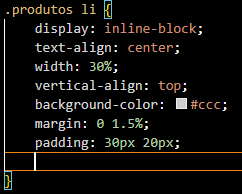 .produtos li {
display: inline-block;
text-align: center;
width: 30%;
vertical-align: top;
background-color: #ccc;
margin: 0 1.5%;
padding: 30px 20px;
}